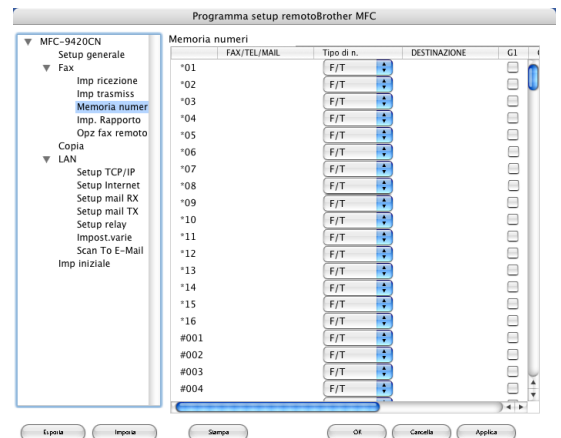 Programma setup remotoBrother MFC
MFC-9420CN
Setup generale
Fax
Imp ricezione
Imp trasmiss
Memoria numer
Imp. Rapporto
Opz fax remoto
Copia
LAN
Setup TCP/IP
Setup Internet
Setup mail RX
Setup mail TX
Setup relay
Impost.varie
Scan To E-Mail
Imp iniziale
Memoria numeri
FAX/TEL/MAIL Tipo di n. DESTINAZIONE G1
*01 F/T
*02 F/T
*03 F/T
*04 F/T
*05 F/T
*06 F/T
*07 F/T
*08 F/T
*09 F/T
*10 F/T
*11 F/T
*12 F/T
*13 F/T
*14 F/T
*15 F/T
*16 F/T
#001 F/T
#002 F/T
#003 F/T
#004 F/T
Esporta Importa Stampa OK Cancella Applica